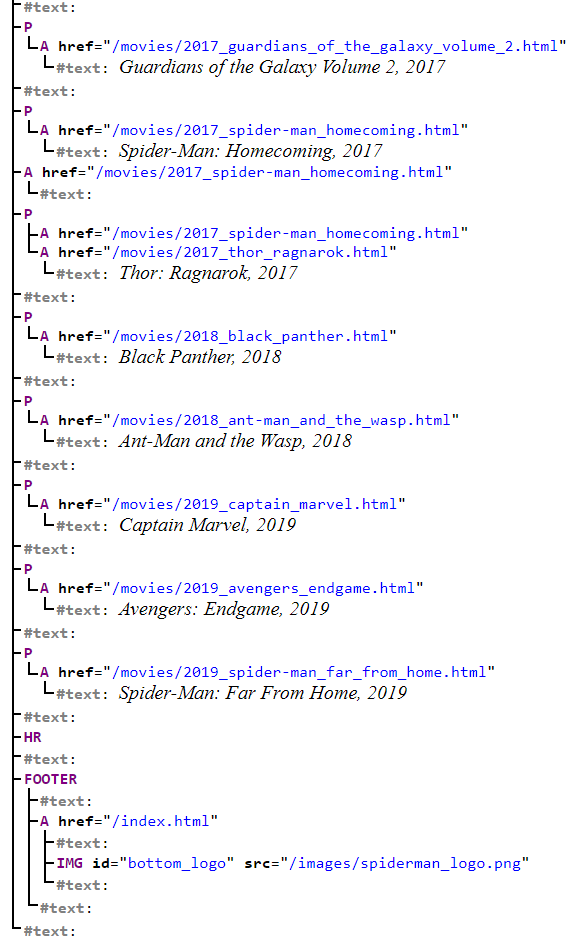 #text:
P
A href="/movies/2017_guardians_of_the_galaxy_volume_2.html"
#text: Guardians of the Galaxy Volume 2, 2017
#text:
P
A href="/movies/2017_spider-man_homecoming.html"
#text: Spider-Man: Homecoming, 2017
A href="/movies/2017_spider-man_homecoming.html"
#text:
P
A href="/movies/2017_spider-man_homecoming.html"
A href="/movies/2017_thor_ragnarok.html"
#text: Thor: Ragnarok, 2017
#text:
P
A href="/movies/2018_black_panther.html"
#text: Black Panther, 2018
#text:
P
A href="/movies/2018_ant-man_and_the_wasp.html"
#text: Ant-Man and the Wasp, 2018
#text:
P
A href="/movies/2019_captain_marvel.html"
#text: Captain Marvel, 2019
#text:
P
A href="/movies/2019_avengers_endgame.html"
#text: Avengers: Endgame, 2019
#text:
P
A href="/movies/2019_spider-man_far_from_home.html"
#text: Spider-Man: Far From Home, 2019
#text:
HR
#text:
FOOTER
#text:
A href="/index.html"
#text:
IMG id="bottom_logo" src="/images/spiderman_logo.png"
#text:
#text:
#text: